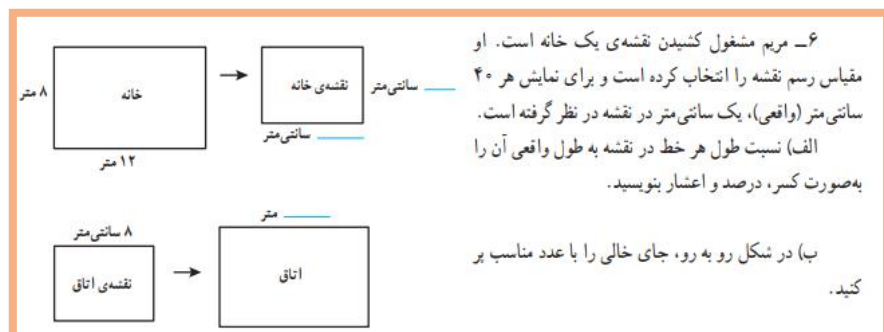 ۶ــ مریم مشغول کشیدن نقشه‌ی یک خانه است. او
مقیاس رسم نقشه را انتخاب کرده است و برای نمایش هر ۴۰
سانتی‌متر (واقعی)، یک سانتی‌متر در نقشه در نظر گرفته است.
الف) نسبت طول هر خط در نقشه به طول واقعی آن را
به‌صورت کسر، درصد و اعشار بنویسید.
ب) در شکل رو به رو، جای خالی را با عدد مناسب پر
کنید.
____ سانتی‌متر
نقشه‌ی خانه
____ سانتی‌متر
خانه
۸ متر
۱۲ متر
____ متر
اتاق
۸ سانتی‌متر
نقشه‌ی اتاق